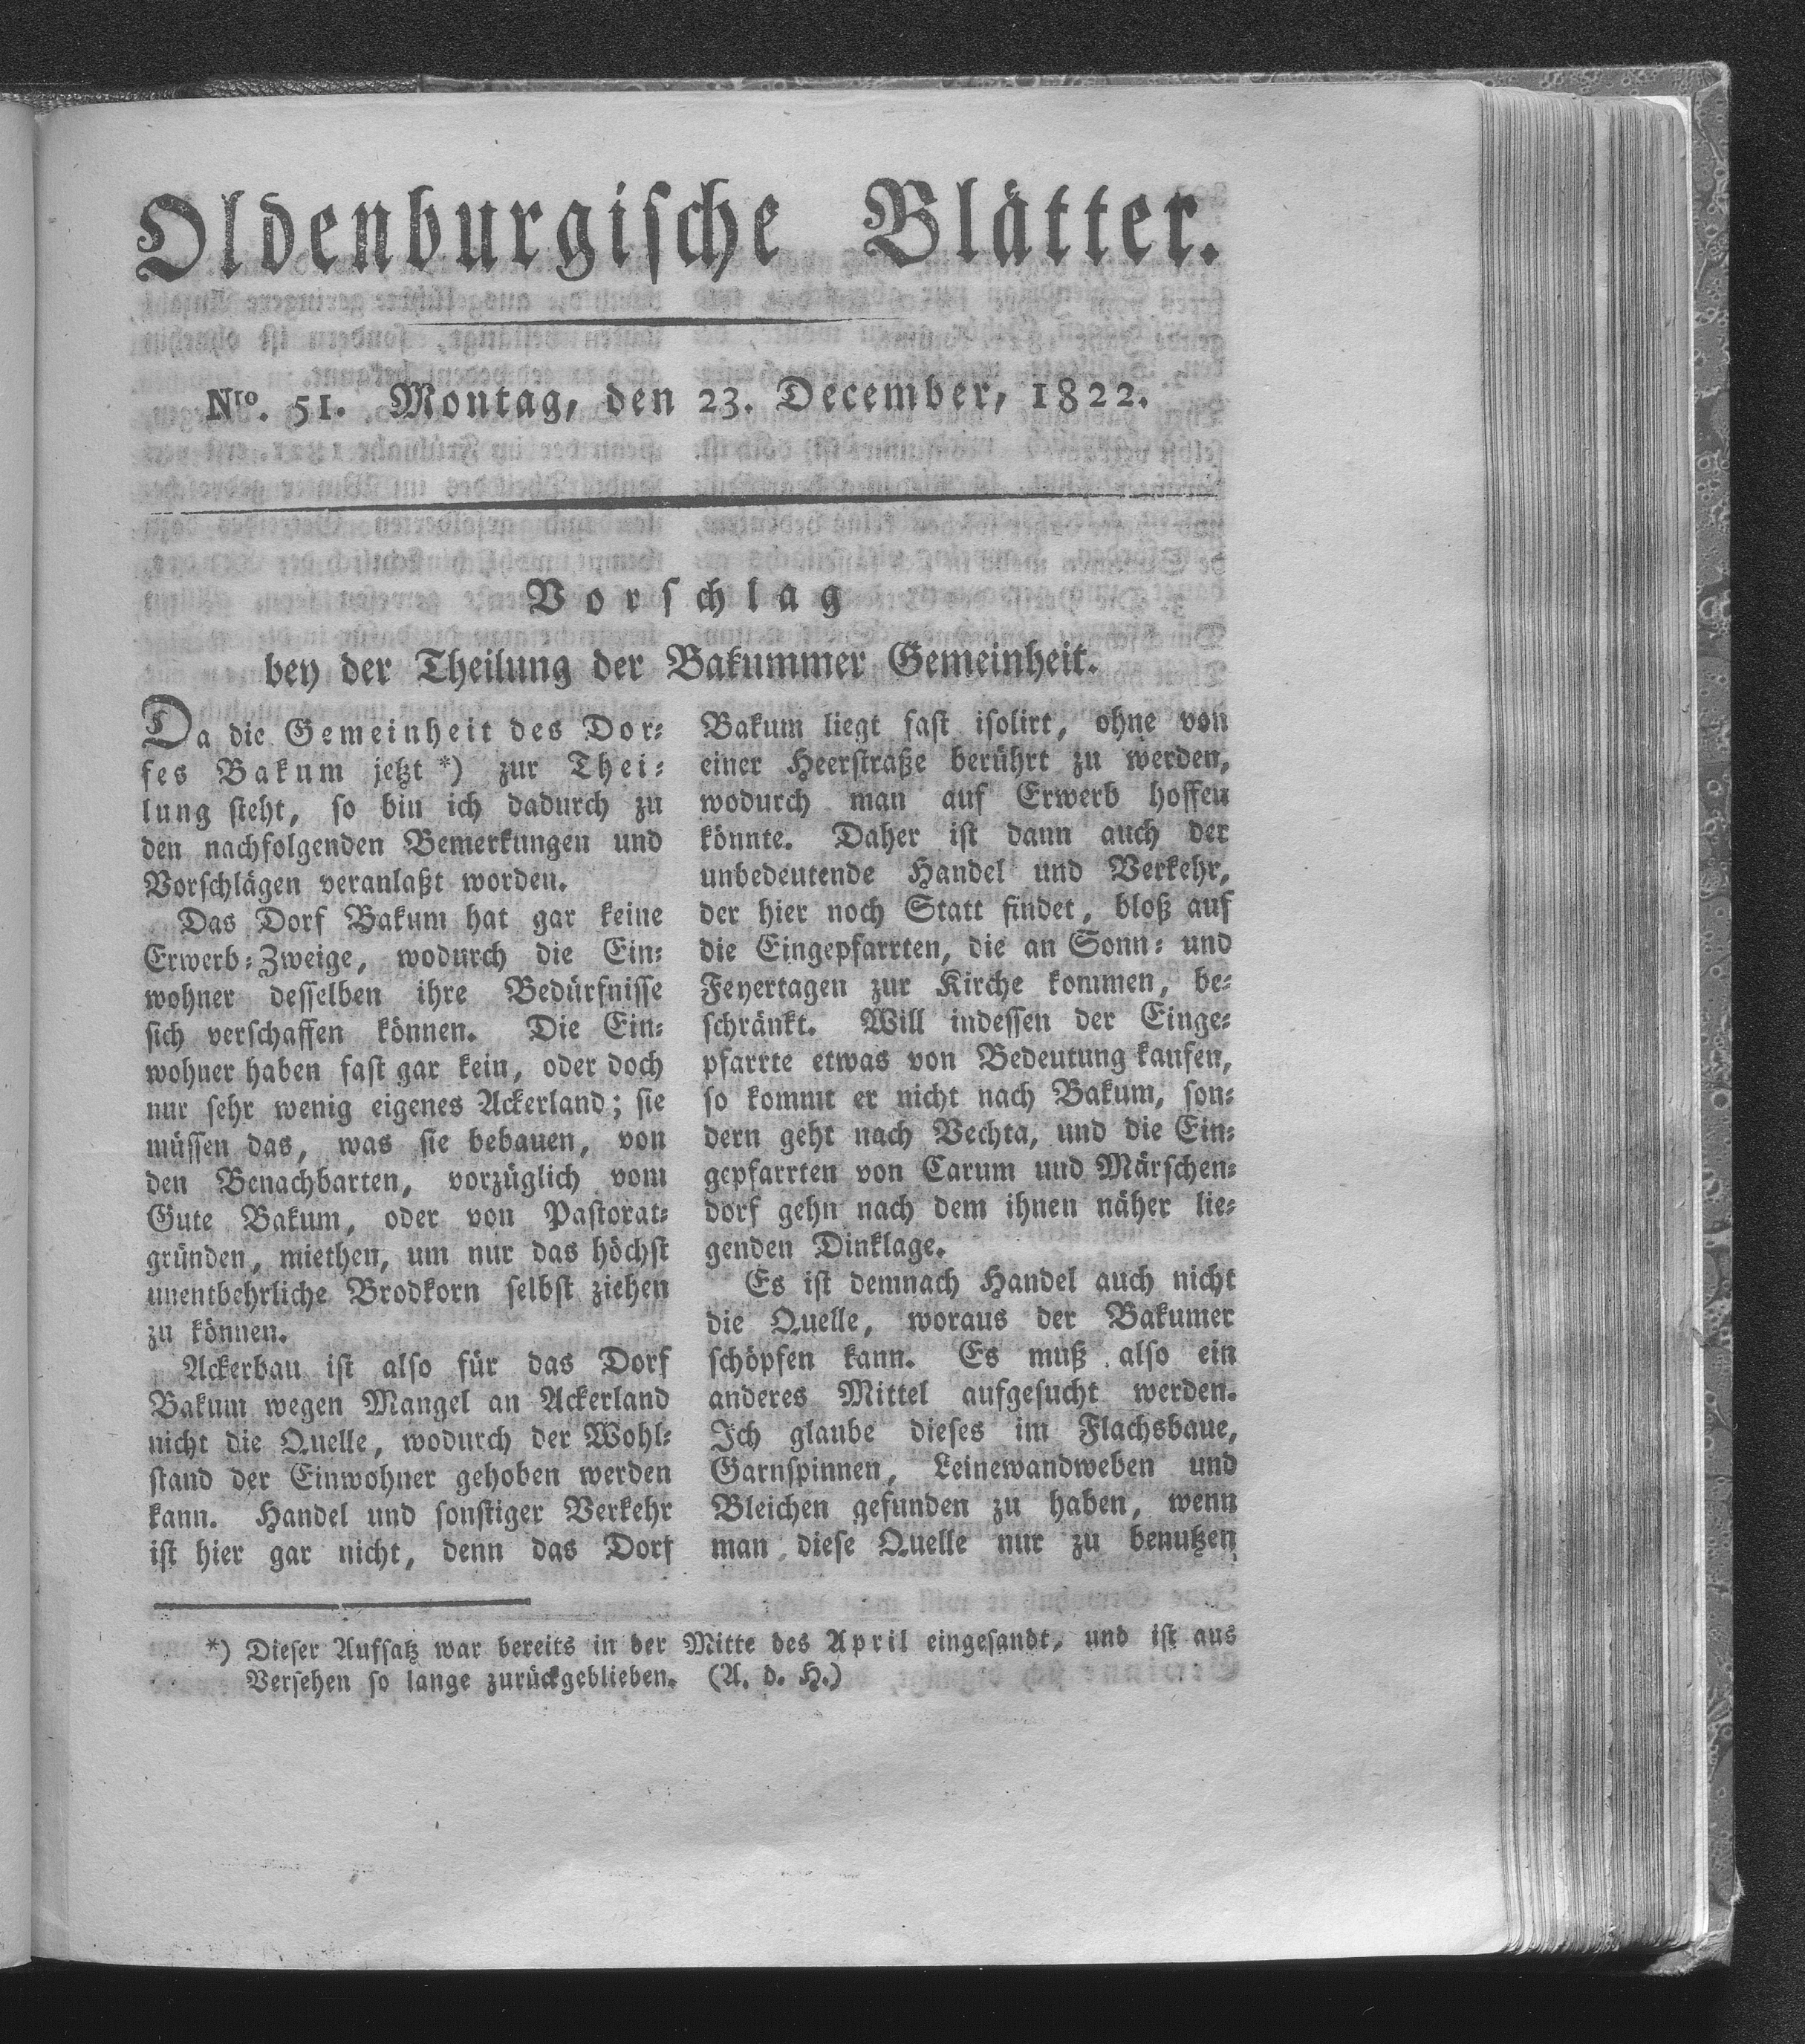 Oldenburgische Blätter.
Nro. 51. Montag, den 23. December, 1822.
Vorschlag
bey der Theilung der Bakummer Gemeinheit.
Da die Gemeinheit des Dor-
fes Bakum jetzt *) zur Thei-
lung steht, so bin ich dadurch zu
den nachfolgenden Bemerkungen und
Vorschlägen veranlaßt worden.
Das Dorf Bakum hat gar keine
Erwerb-Zweige, wodurch die Ein-
wohner desselben ihre Bedürfnisse
sich verschaffen können. Die Ein-
wohner haben fast gar kein, oder doch
nur sehr wenig eigenes Ackerland; sie
müssen das, was sie bebauen, von
den Benachbarten, vorzüglich vom
Gute Bakum, oder von Pastorat-
gründen, miethen, um nur das höchst
unentbehrliche Brodkorn selbst ziehen
zu können.
Ackerbau ist also für das Dorf
Bakum wegen Mangel an Ackerland
nicht die Quelle, wodurch der Wohl-
stand der Einwohner gehoben werden
kann. Handel und sonstiger Verkehr
ist hier gar nicht, denn das Dorf
Bakum liegt fast isolirt, ohne von
einer Heerstraße berührt zu werden,
wodurch man auf Erwerb hoffen
könnte. Daher ist dann auch der
unbedeutende Handel und Verkehr,
der hier noch Statt findet, bloß auf
die Eingepfarrten, die an Sonn- und
Feyertagen zur Kirche kommen, be-
schränkt. Will indessen der Einge-
pfarrte etwas von Bedeutung kaufen,
so kommt er nicht nach Bakum, son-
dern geht nach Vechta, und die Ein-
gepfarrten von Carum und Märschen-
dorf gehn nach dem ihnen näher lie-
genden Dinklage.
Es ist demnach Handel auch nicht
die Quelle, woraus der Bakumer
schöpfen kann. Es muß also ein
anderes Mittel aufgesucht werden.
Ich glaube dieses im Flachsbaue,
Garnspinnen, Leinewandweben und
Bleichen gefunden zu haben, wenn
man diese Quelle nur zu benutzen
*) Dieser Aufsatz war bereits in der Mitte des April eingesandt, und ist aus
Versehen so lange zurückgeblieben. (A. d. H.)